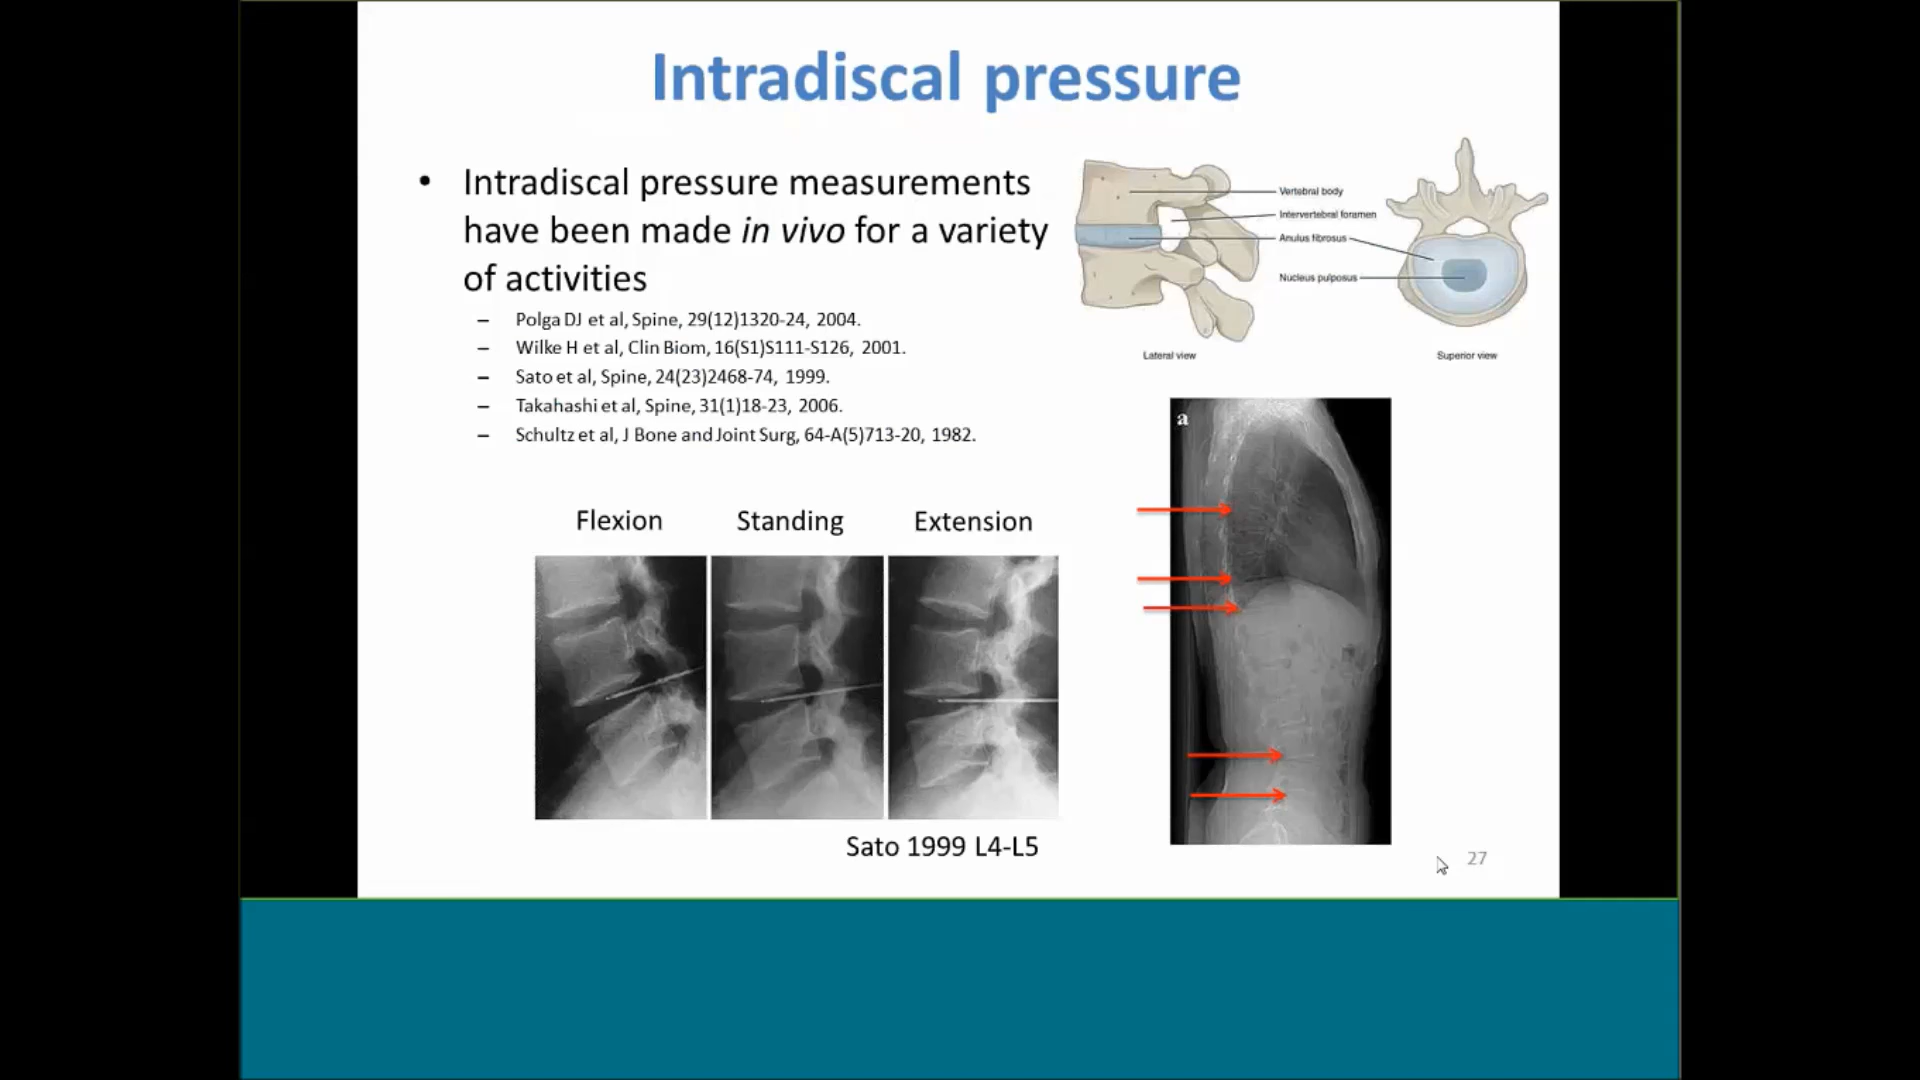 Intradiscal pressure
• Intradiscal pressure measurements
have been made in vivo for a variety
of activities
– Polga DJ et al, Spine, 29(12)1320-24, 2004.
– Wilke H et al, Clin Biom, 16(S1)S111-S126, 2001.
– Sato et al, Spine, 24(23)2468-74, 1999.
– Takahashi et al, Spine, 31(1)18-23, 2006.
– Schultz et al, J Bone and Joint Surg, 64-A(5)713-20, 1982.
Vertebral body
Intervertebral foramen
Anulus fibrosus
Nucleus pulposus
Lateral view
Superior view
a
Flexion
Standing
Extension
Sato 1999 L4-L5
27